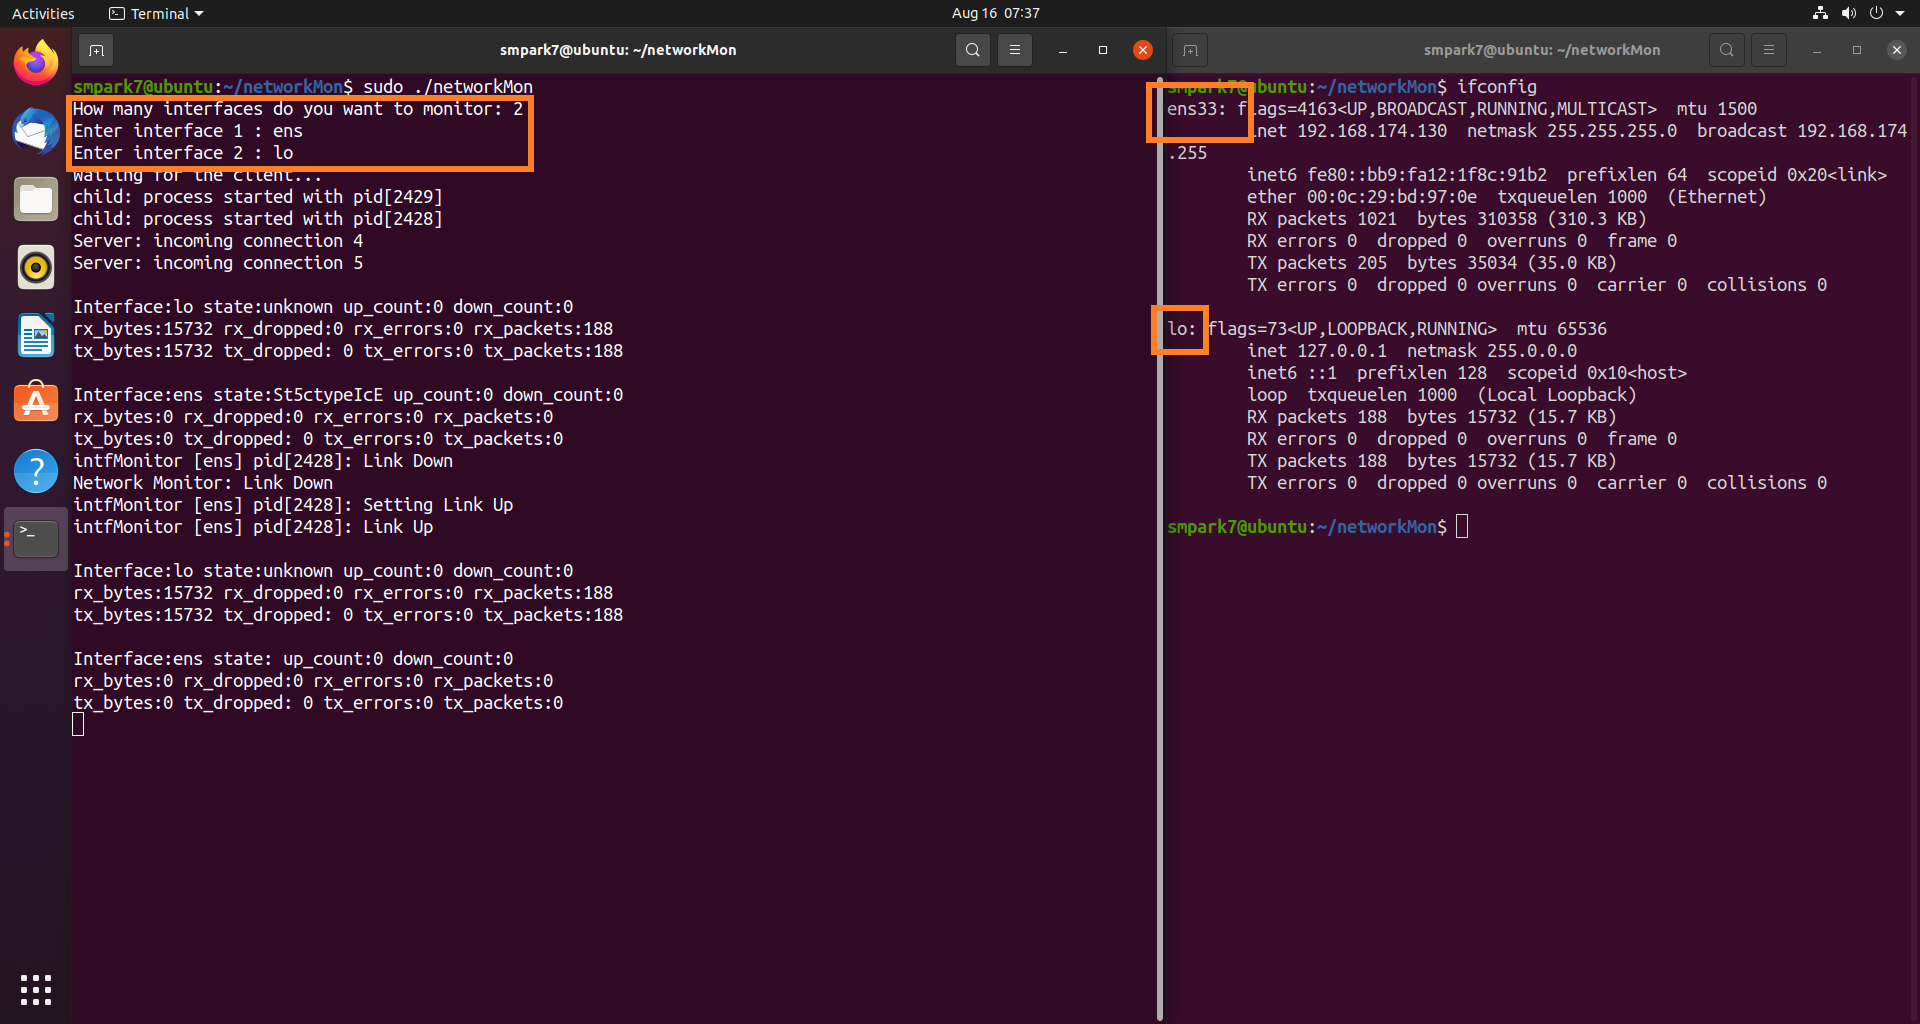 Activities
Terminal
Aug 16 07:37
smpark7@ubuntu: ~/networkMon
smpark7@ubuntu:~/networkMon$ sudo ./networkMon
How many interfaces do you want to monitor: 2
Enter interface 1 : ens
Enter interface 2 : lo
Waiting for the client...
child: process started with pid[2429]
child: process started with pid[2428]
Server: incoming connection 4
Server: incoming connection 5
Interface:lo state:unknown up_count:0 down_count:0
rx_bytes:15732 rx_dropped:0 rx_errors:0 rx_packets:188
tx_bytes:15732 tx_dropped: 0 tx_errors:0 tx_packets:188
Interface:ens state:St5ctypeIcE up_count:0 down_count:0
rx_bytes:0 rx_dropped:0 rx_errors:0 rx_packets:0
tx_bytes:0 tx_dropped: 0 tx_errors:0 tx_packets:0
intfMonitor [ens] pid[2428]: Link Down
Network Monitor: Link Down
intfMonitor [ens] pid[2428]: Setting Link Up
intfMonitor [ens] pid[2428]: Link Up
Interface:lo state:unknown up_count:0 down_count:0
rx_bytes:15732 rx_dropped:0 rx_errors:0 rx_packets:188
tx_bytes:15732 tx_dropped: 0 tx_errors:0 tx_packets:188
Interface:ens state: up_count:0 down_count:0
rx_bytes:0 rx_dropped:0 rx_errors:0 rx_packets:0
tx_bytes:0 tx_dropped: 0 tx_errors:0 tx_packets:0
smpark7@ubuntu: ~/networkMon
smpark7@ubuntu:~/networkMon$ ifconfig
ens33: flags=4163<UP,BROADCAST,RUNNING,MULTICAST>  mtu 1500
inet 192.168.174.130  netmask 255.255.255.0  broadcast 192.168.174
.255
inet6 fe80::bb9:fa12:1f8c:91b2  prefixlen 64  scopeid 0x20<link>
ether 00:0c:29:bd:97:0e  txqueuelen 1000  (Ethernet)
RX packets 1021  bytes 310358 (310.3 KB)
RX errors 0  dropped 0  overruns 0  frame 0
TX packets 205  bytes 35034 (35.0 KB)
TX errors 0  dropped 0 overruns 0  carrier 0  collisions 0
lo: flags=73<UP,LOOPBACK,RUNNING>  mtu 65536
inet 127.0.0.1  netmask 255.0.0.0
inet6 ::1  prefixlen 128  scopeid 0x10<host>
loop  txqueuelen 1000  (Local Loopback)
RX packets 188  bytes 15732 (15.7 KB)
RX errors 0  dropped 0  overruns 0  frame 0
TX packets 188  bytes 15732 (15.7 KB)
TX errors 0  dropped 0 overruns 0  carrier 0  collisions 0
smpark7@ubuntu:~/networkMon$